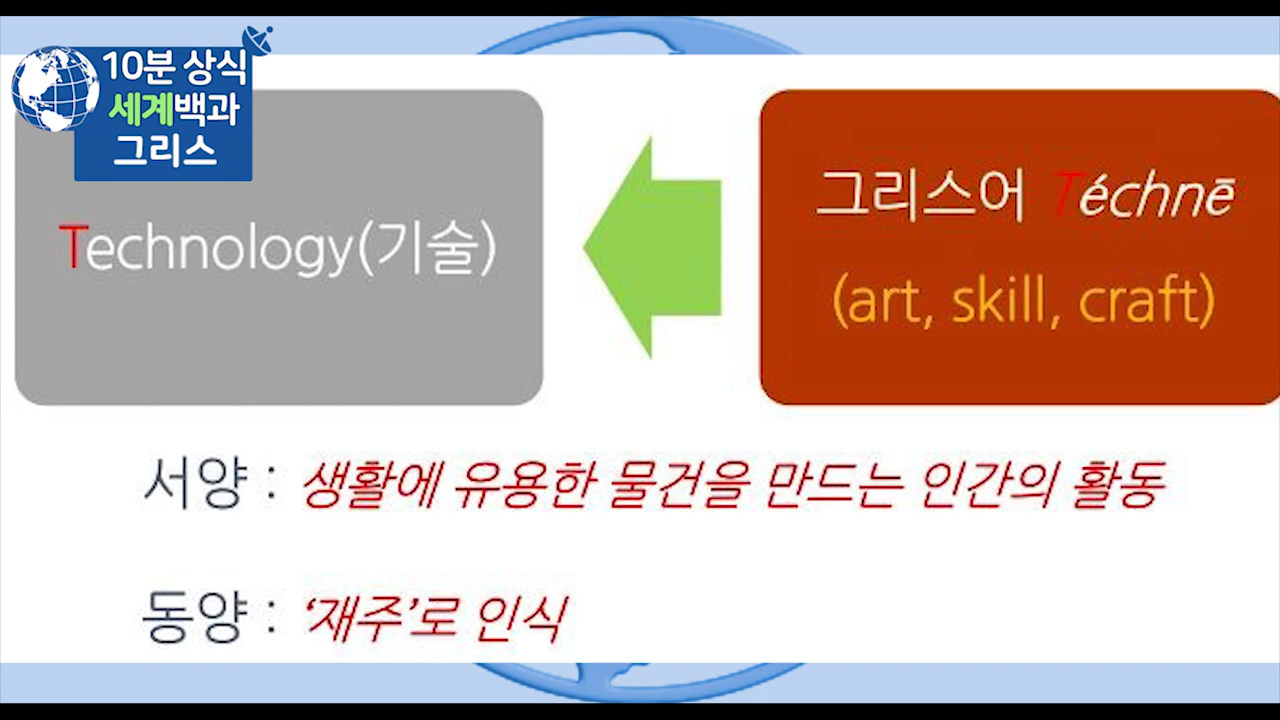 10분 상식
세계백과
그리스
Technology(기술)
그리스어 Téchnē
(art, skill, craft)
서양 : 생활에 유용한 물건을 만드는 인간의 활동
동양 : ‘재주’로 인식